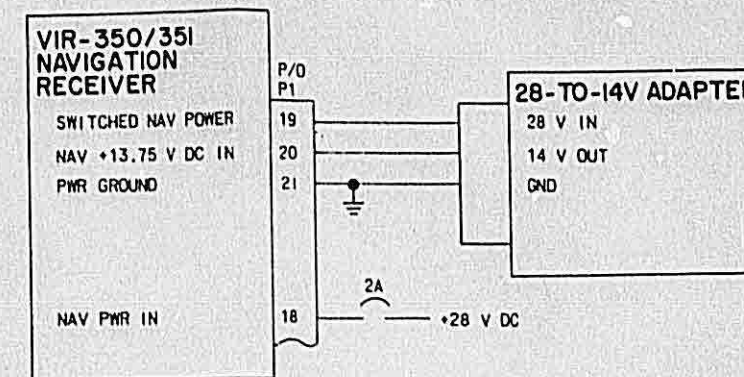 VIR-350/351
NAVIGATION
RECEIVER
P/O
P1
28-TO-14V ADAPTE
SWITCHED NAV POWER 19 28 V IN
NAV +13.75 V DC IN 20 14 V OUT
PWR GROUND 21 GND
2A
NAV PWR IN 18 +28 V DC